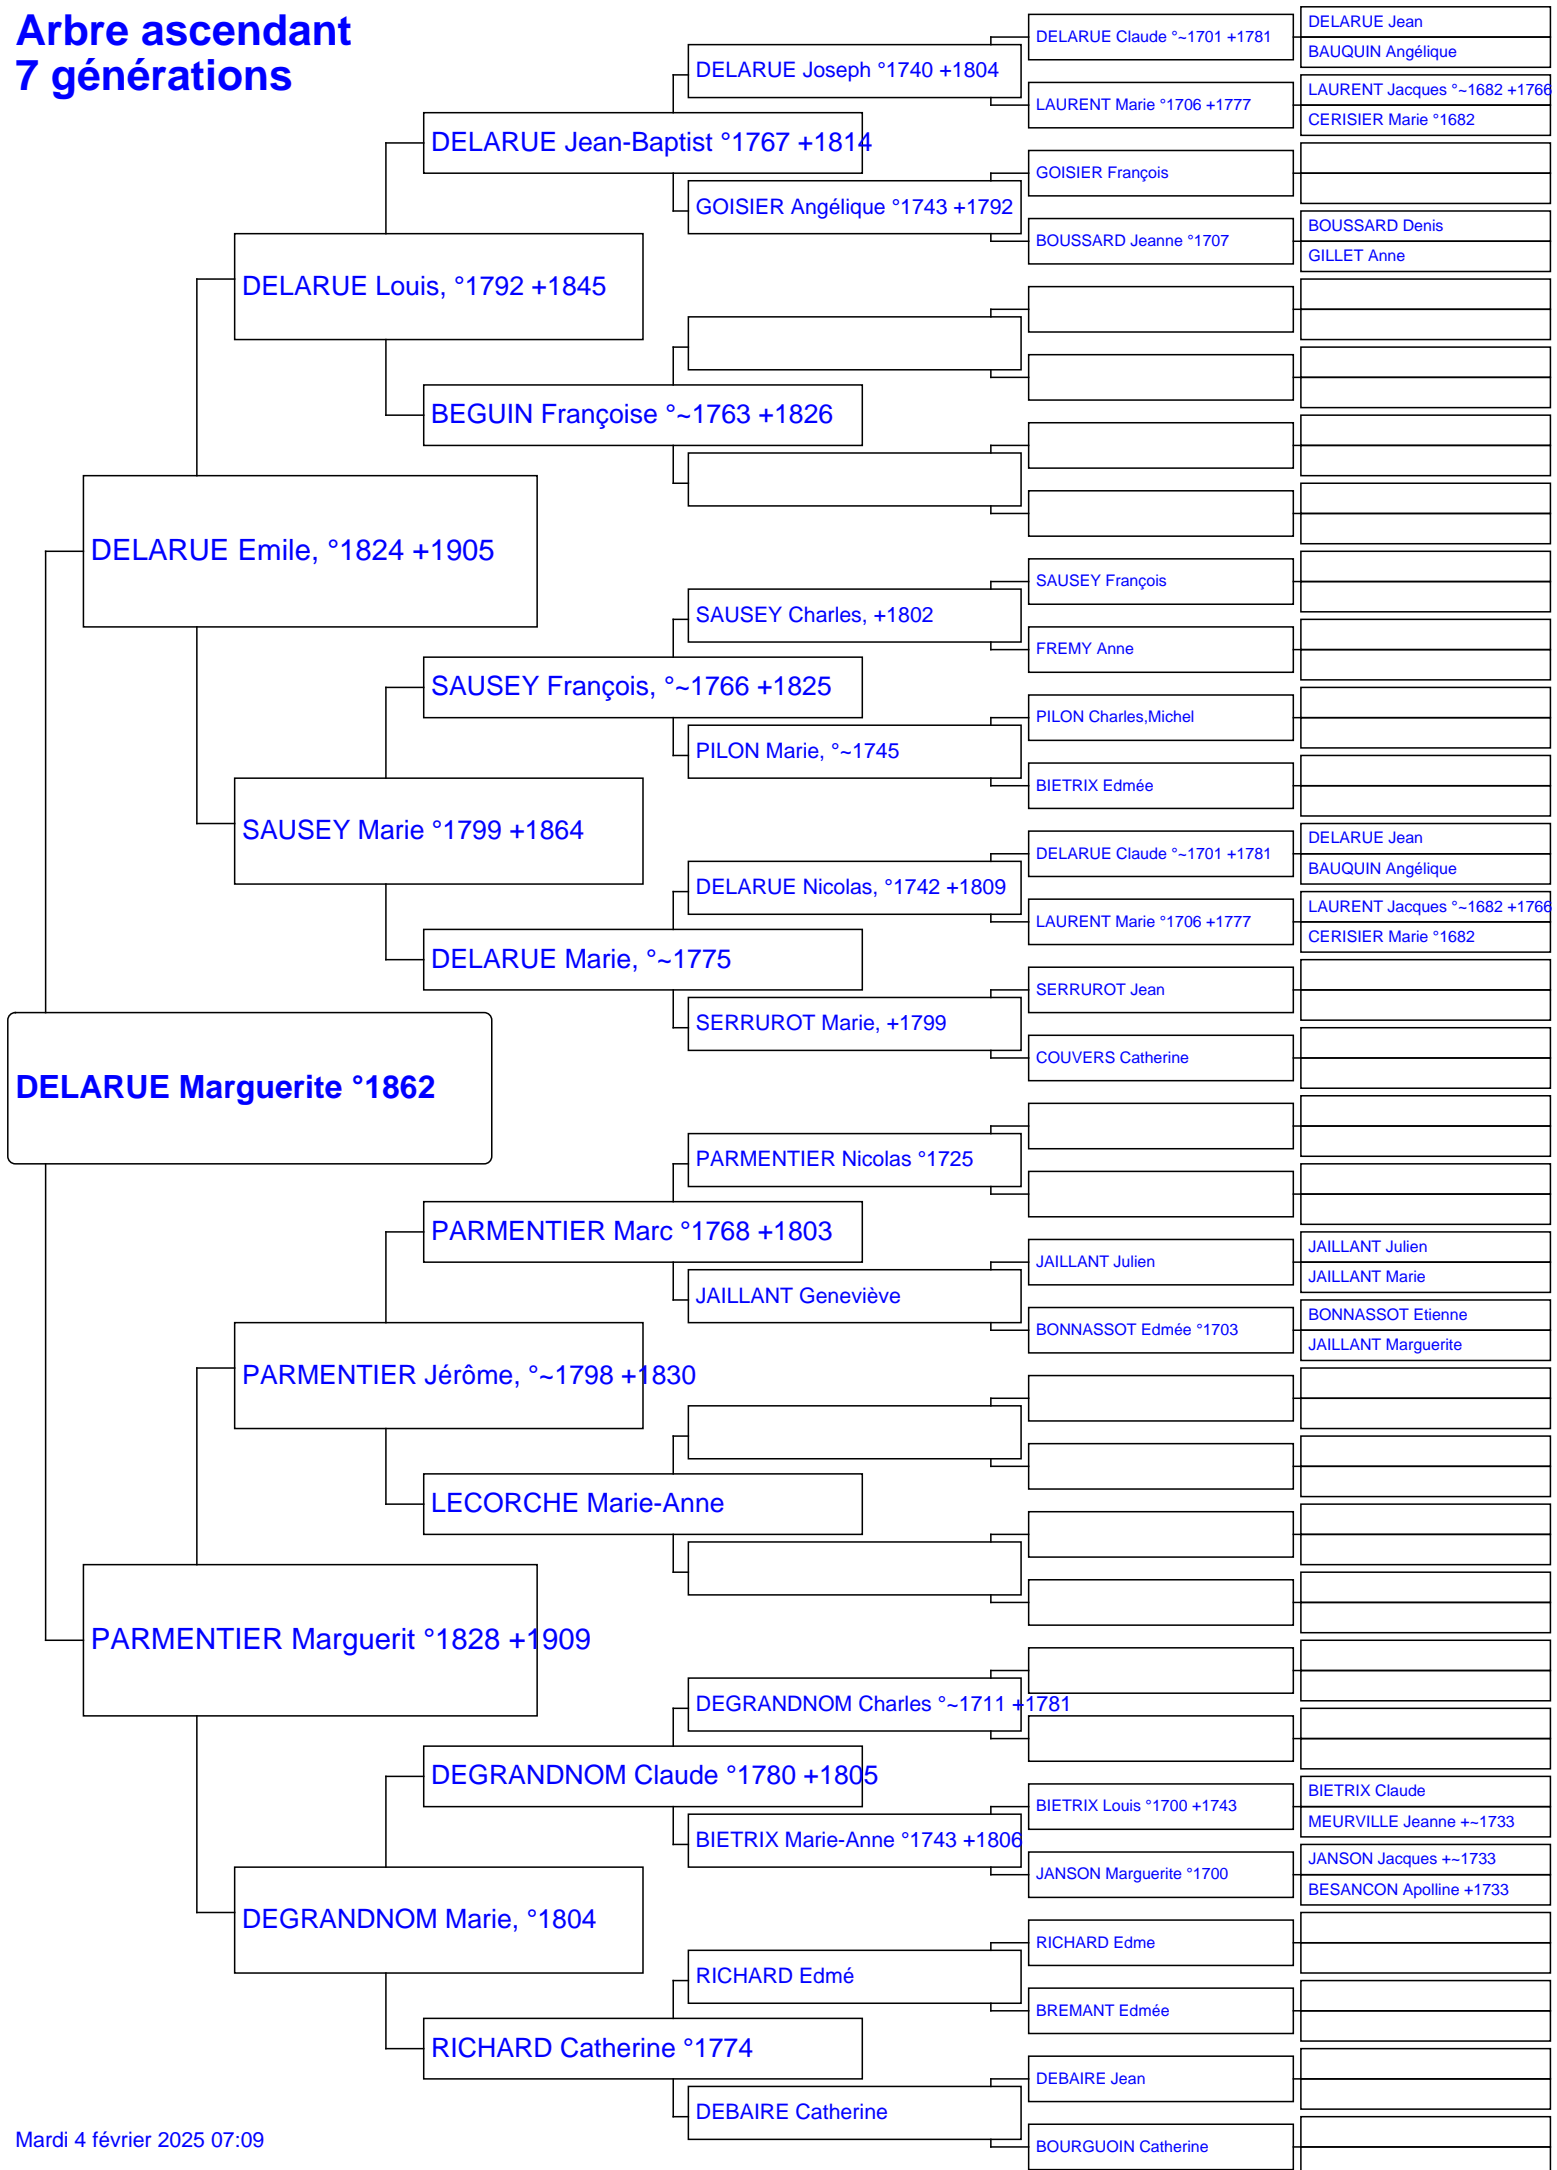 Arbre ascendant
7 générations
DELARUE Marguerite °1862
DELARUE Emile, °1824 +1905
PARMENTIER Marguerit °1828 +1909
DELARUE Louis, °1792 +1845
SAUSEY Marie °1799 +1864
PARMENTIER Jérôme, °~1798 +1830
DEGRANDNOM Marie, °1804
DELARUE Jean-Baptist °1767 +1814
BEGUIN Françoise °~1763 +1826
SAUSEY François, °~1766 +1825
DELARUE Marie, °~1775
PARMENTIER Marc °1768 +1803
LECORCHE Marie-Anne
DEGRANDNOM Claude °1780 +1805
RICHARD Catherine °1774
DELARUE Joseph °1740 +1804
GOISIER Angélique °1743 +1792
SAUSEY Charles, +1802
PILON Marie, °~1745
DELARUE Nicolas, °1742 +1809
SERRUROT Marie, +1799
PARMENTIER Nicolas °1725
JAILLANT Geneviève
DEGRANDNOM Charles °~1711 +1781
BIETRIX Marie-Anne °1743 +1806
RICHARD Edmé
DEBAIRE Catherine
DELARUE Claude °~1701 +1781
LAURENT Marie °1706 +1777
GOISIER François
BOUSSARD Jeanne °1707
SAUSEY François
FREMY Anne
PILON Charles,Michel
BIETRIX Edmée
DELARUE Claude °~1701 +1781
LAURENT Marie °1706 +1777
SERRUROT Jean
COUVERS Catherine
JAILLANT Julien
BONNASSOT Edmée °1703
BIETRIX Louis °1700 +1743
JANSON Marguerite °1700
RICHARD Edme
BREMANT Edmée
DEBAIRE Jean
BOURGUOIN Catherine
DELARUE Jean
BAUQUIN Angélique
LAURENT Jacques °~1682 +1766
CERISIER Marie °1682
BOUSSARD Denis
GILLET Anne
DELARUE Jean
BAUQUIN Angélique
LAURENT Jacques °~1682 +1766
CERISIER Marie °1682
JAILLANT Julien
JAILLANT Marie
BONNASSOT Etienne
JAILLANT Marguerite
BIETRIX Claude
MEURVILLE Jeanne +~1733
JANSON Jacques +~1733
BESANCON Apolline +1733
Mardi 4 février 2025 07:09